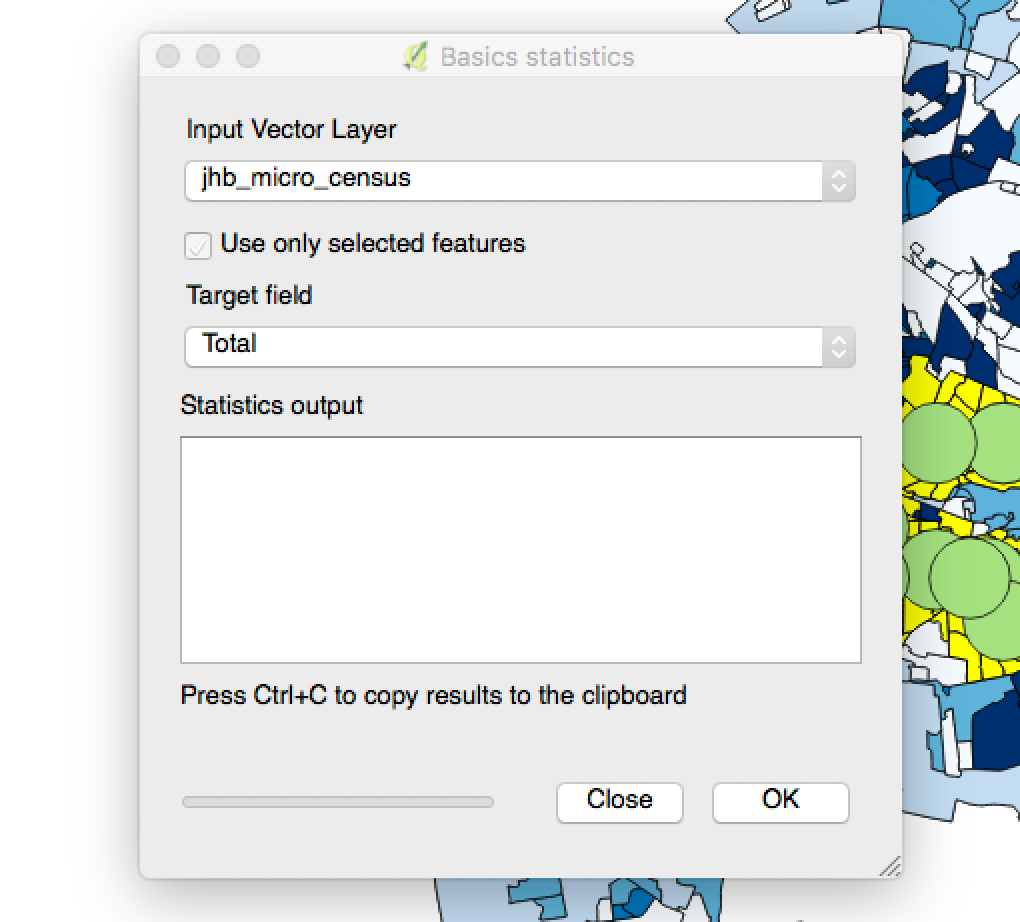 Basics statistics
Input Vector Layer
jhb_micro_census
Use only selected features
Target field
Total
Statistics output
Press Ctrl+C to copy results to the clipboard
Close
OK